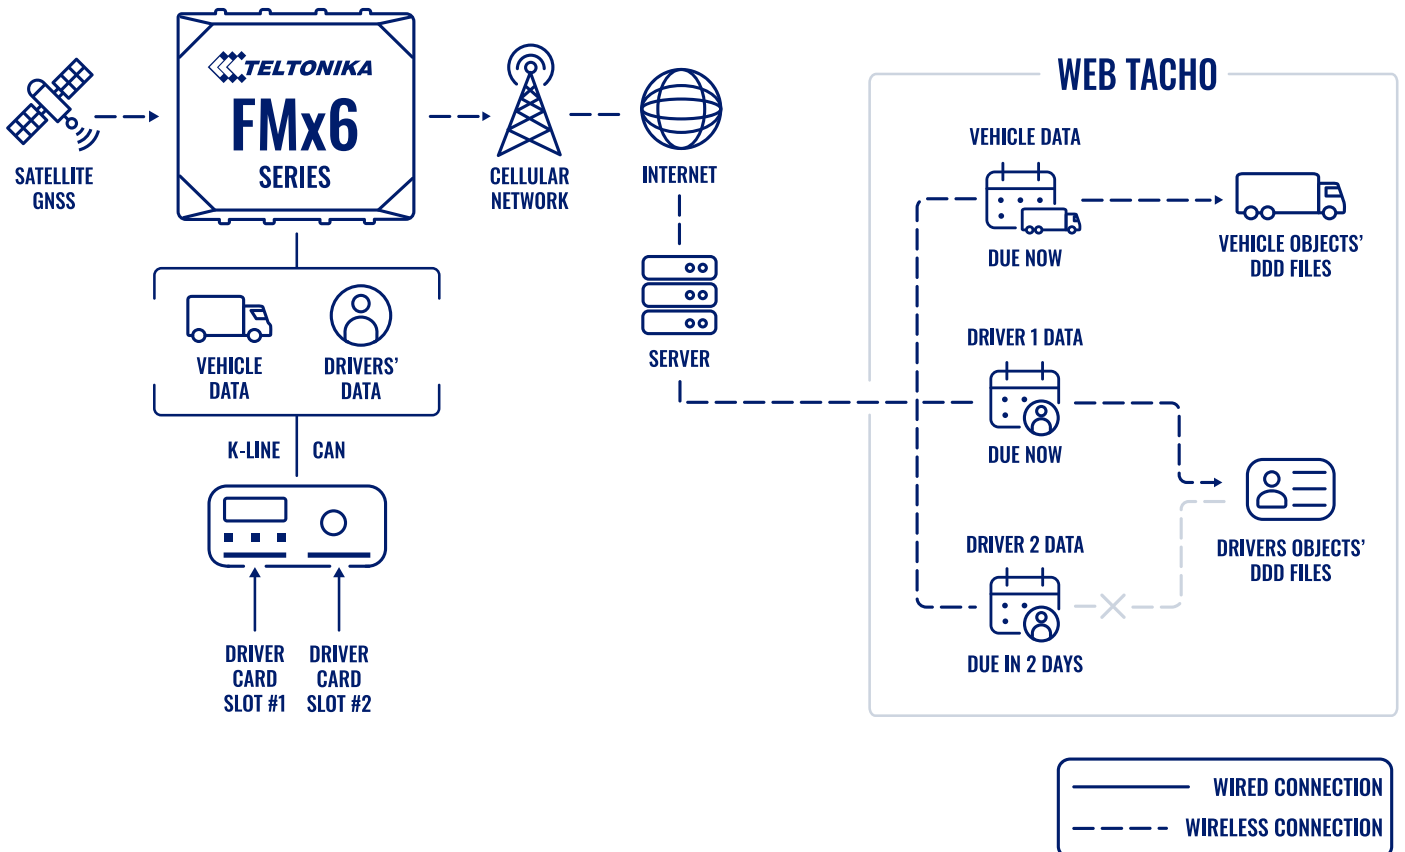 TELTONIKA
FMx6
SERIES
SATELLITE
GNSS
CELLULAR
NETWORK
INTERNET
SERVER
VEHICLE
DATA
DRIVERS’
DATA
K-LINE
CAN
DRIVER
CARD
SLOT #1
DRIVER
CARD
SLOT #2
WEB TACHO
VEHICLE DATA
DUE NOW
VEHICLE OBJECTS’
DDD FILES
DRIVER 1 DATA
DUE NOW
DRIVERS OBJECTS’
DDD FILES
DRIVER 2 DATA
DUE IN 2 DAYS
WIRED CONNECTION
WIRELESS CONNECTION